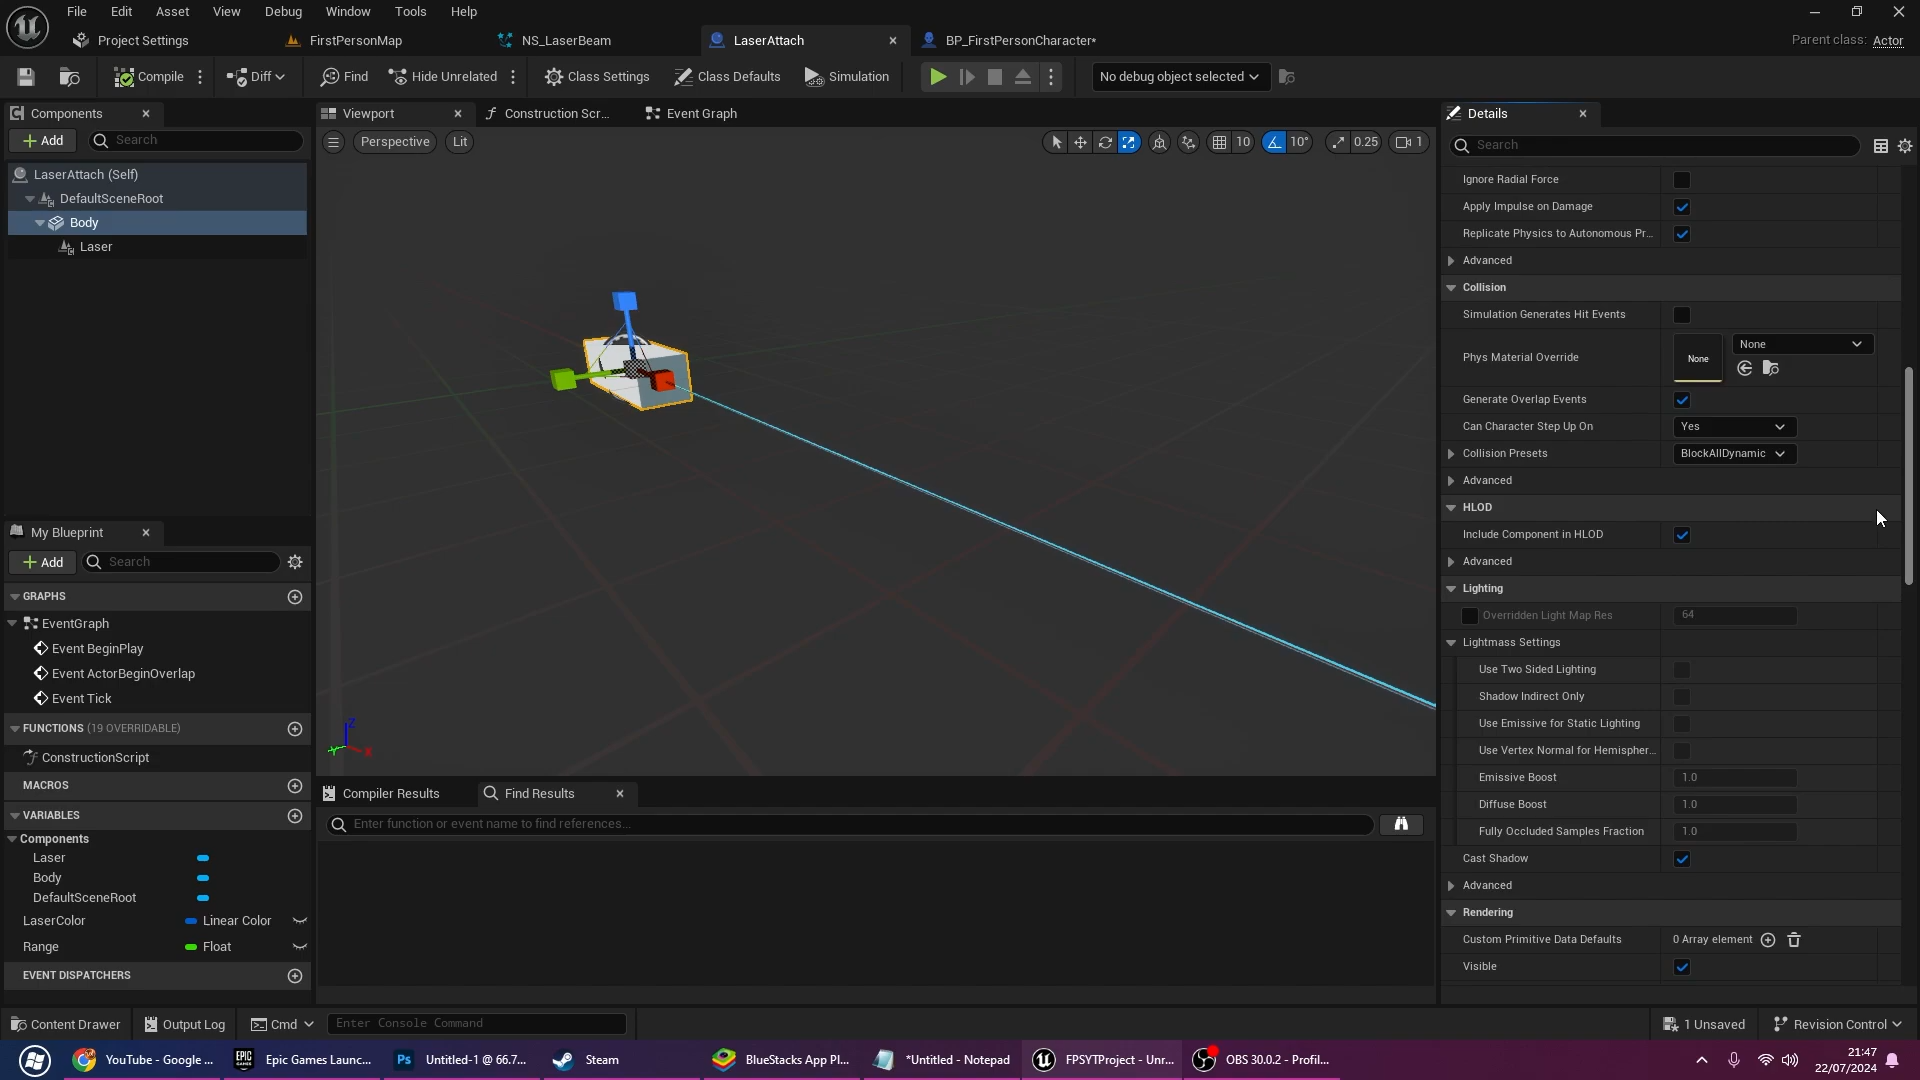 File Edit Asset View Debug Window Tools Help
Project Settings FirstPersonMap NS_LaserBeam LaserAttach BP_FirstPersonCharacter* Parent class: Actor
Compile Diff Find Hide Unrelated Class Settings Class Defaults Simulation No debug object selected
Components
Add Search
LaserAttach (Self)
DefaultSceneRoot
Body
Laser
My Blueprint
Add Search
GRAPHS
EventGraph
Event BeginPlay
Event ActorBeginOverlap
Event Tick
FUNCTIONS (19 OVERRIDABLE)
ConstructionScript
MACROS
VARIABLES
Components
Laser
Body
DefaultSceneRoot
LaserColor Linear Color
Range Float
EVENT DISPATCHERS
Viewport Construction Scr... Event Graph
Perspective Lit 10 10° 0.25 1
Z
X
Y
Compiler Results Find Results
Enter function or event name to find references...
Details
Search
Ignore Radial Force
Apply Impulse on Damage
Replicate Physics to Autonomous Pr...
Advanced
Collision
Simulation Generates Hit Events
Phys Material Override None None
Generate Overlap Events
Can Character Step Up On Yes
Collision Presets BlockAllDynamic
Advanced
HLOD
Include Component in HLOD
Advanced
Lighting
Overridden Light Map Res 64
Lightmass Settings
Use Two Sided Lighting
Shadow Indirect Only
Use Emissive for Static Lighting
Use Vertex Normal for Hemispher...
Emissive Boost 1.0
Diffuse Boost 1.0
Fully Occluded Samples Fraction 1.0
Cast Shadow
Advanced
Rendering
Custom Primitive Data Defaults 0 Array element
Visible
Content Drawer Output Log Cmd Enter Console Command 1 Unsaved Revision Control
YouTube - Google ... EPIC GAMES Epic Games Launc... Ps Untitled-1 @ 66.7... Steam BlueStacks App Pl... *Untitled - Notepad FPSYTProject - Unr... OBS 30.0.2 - Profil... 21:47
22/07/2024